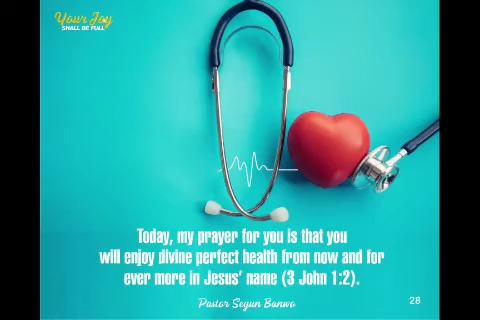 Your Joy
SHALL BE FULL
Today, my prayer for you is that you
will enjoy divine perfect health from now and for
ever more in Jesus' name (3 John 1:2).
Pastor Segun Banwo
28